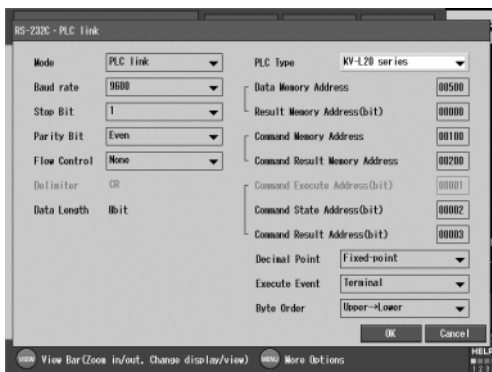 RS-232C · PLC link
Mode PLC link
Baud rate 9600
Stop Bit 1
Parity Bit Even
Flow Control None
Delimiter CR
Data Length 8bit
PLC Type KV-L20 series
Data Memory Address 00500
Result Memory Address(bit) 00000
Command Memory Address 00100
Command Result Memory Address 00200
Command Execute Address(bit) 00001
Command State Address(bit) 00002
Command Result Address(bit) 00003
Decimal Point Fixed-point
Execute Event Terminal
Byte Order Upper→Lower
OK Cancel
VIEW View Bar(Zoom in/out, Change display/view) MENU More Options
HELP
1 2 3